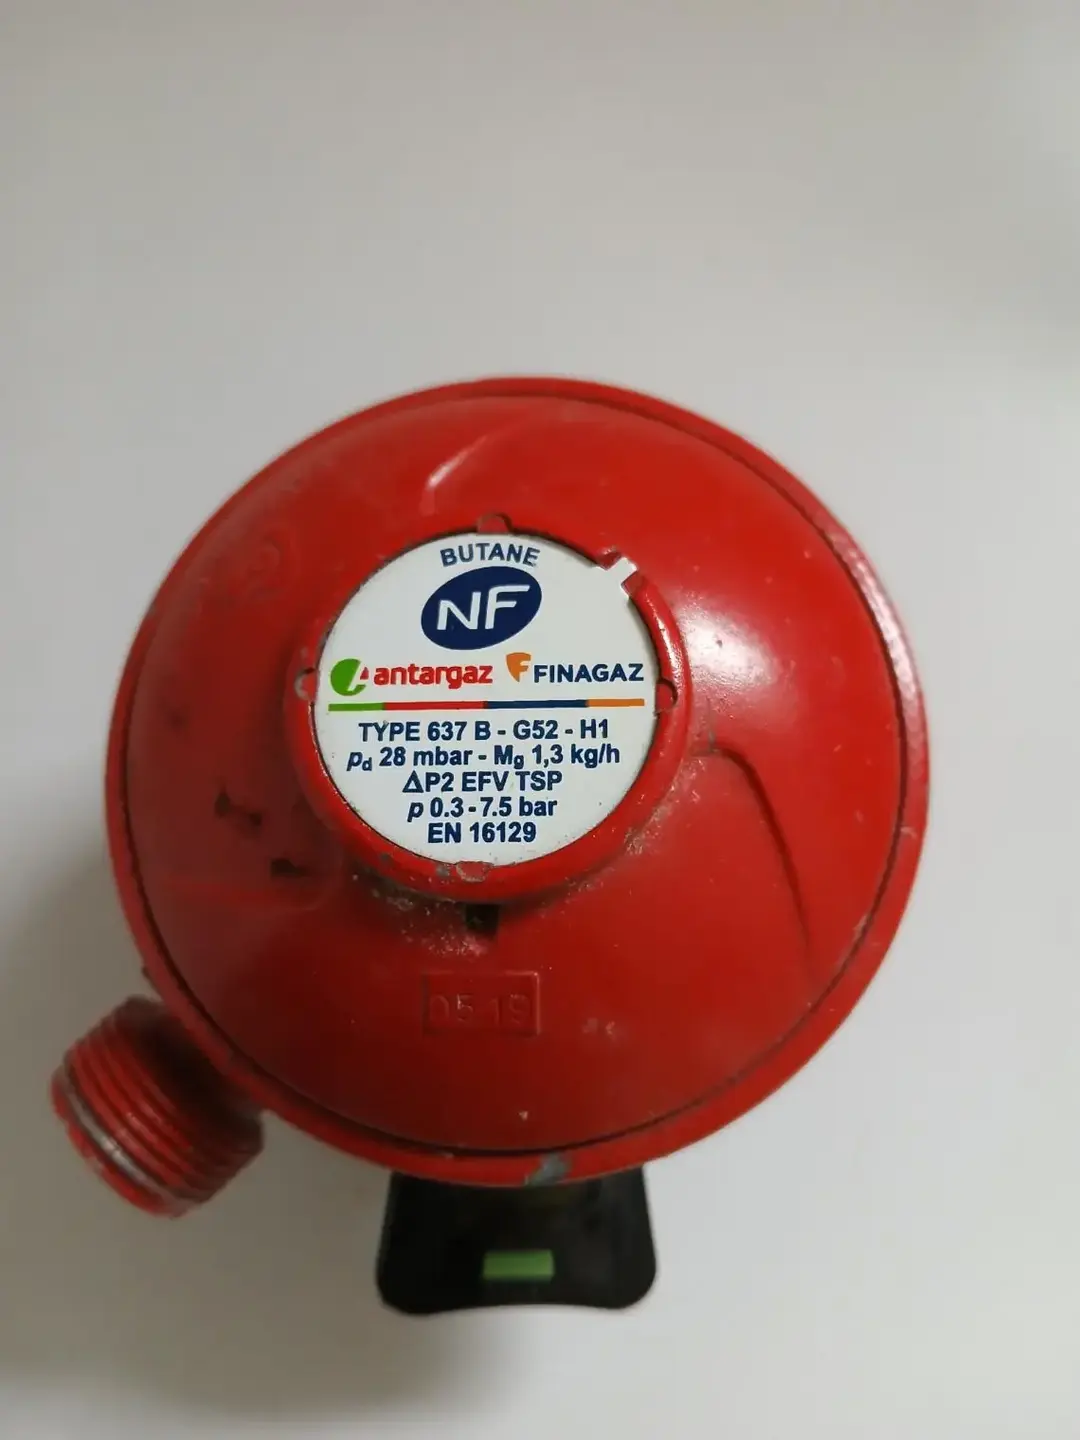 BUTANE
NF
antargaz FINAGAZ
TYPE 637 B - G52 - H1
pd 28 mbar - Mg 1,3 kg/h
ΔP2 EFV TSP
p 0.3 - 7.5 bar
EN 16129
05 19